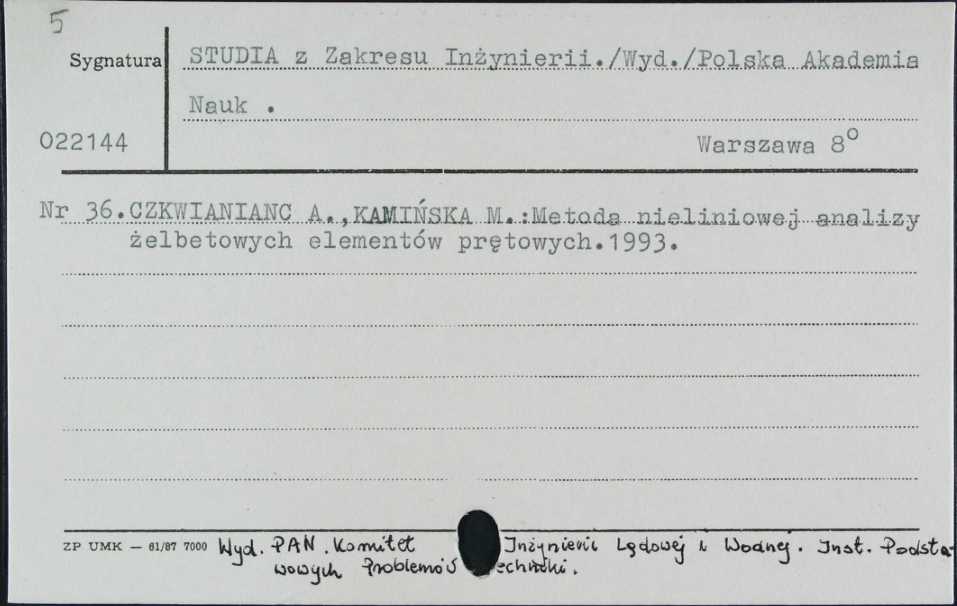 5
Sygnatura STUDIA z Zakresu Inżynierii./Wyd./Polska Akademia
Nauk .
022144 Warszawa 8°
Nr 36.CZKWIANIANC A.,KAMIŃSKA M.:Metoda nieliniowej analizy
żelbetowych elementów prętowych.1993.
ZP UMK — 61/87 7000 Wyd. PAN. Komitet Inżynierii Lądowej i Wodnej. Inst. Podsta-
wowych Problemów echniki.